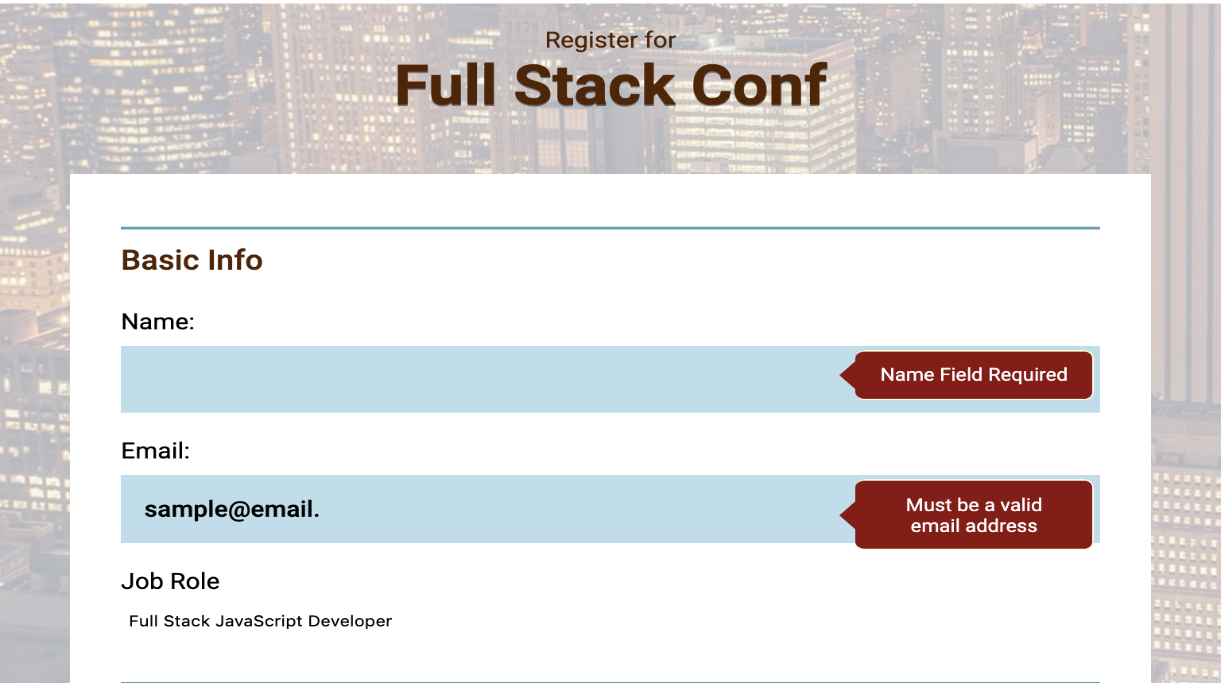 Register for
Full Stack Conf
Basic Info
Name:
Name Field Required
Email:
sample@email.
Must be a valid
email address
Job Role
Full Stack JavaScript Developer